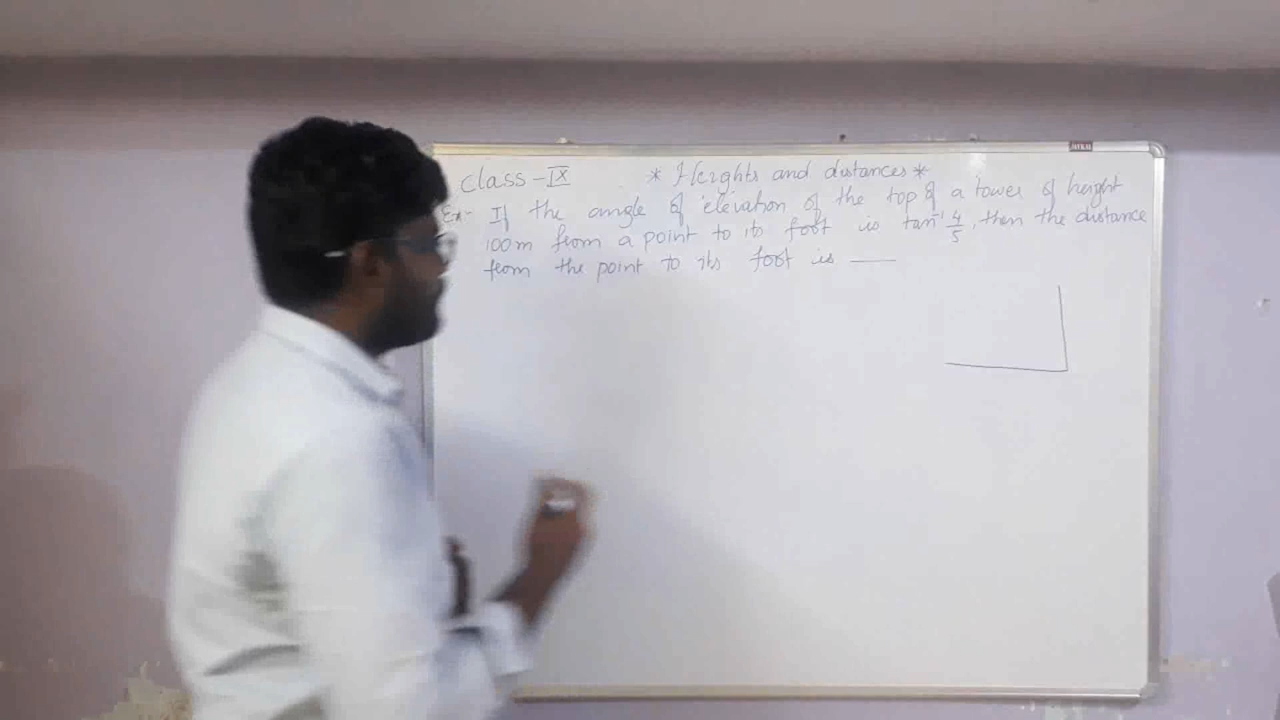 Class - IX * Heights and distances *
Ex:- If the angle of elevation of the top of a tower of height
100m from a point to its foot is tan⁻¹ 4/5, then the distance
from the point to its foot is ___